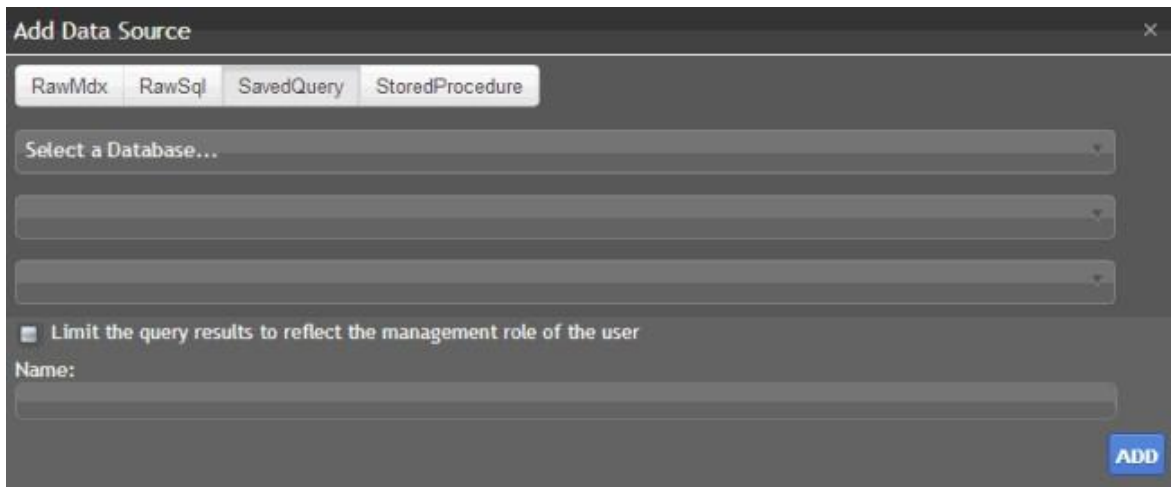 Add Data Source
RawMdx RawSql SavedQuery StoredProcedure
Select a Database...
Limit the query results to reflect the management role of the user
Name:
ADD